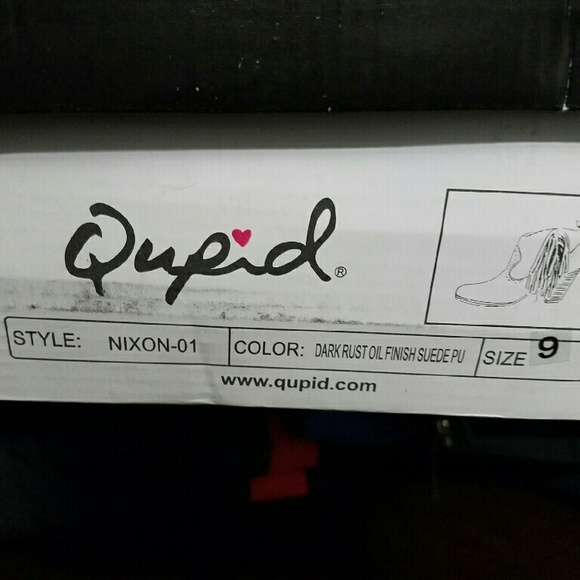 Qupid®
STYLE: NIXON-01 COLOR: DARK RUST OIL FINISH SUEDE PU SIZE 9
www.qupid.com